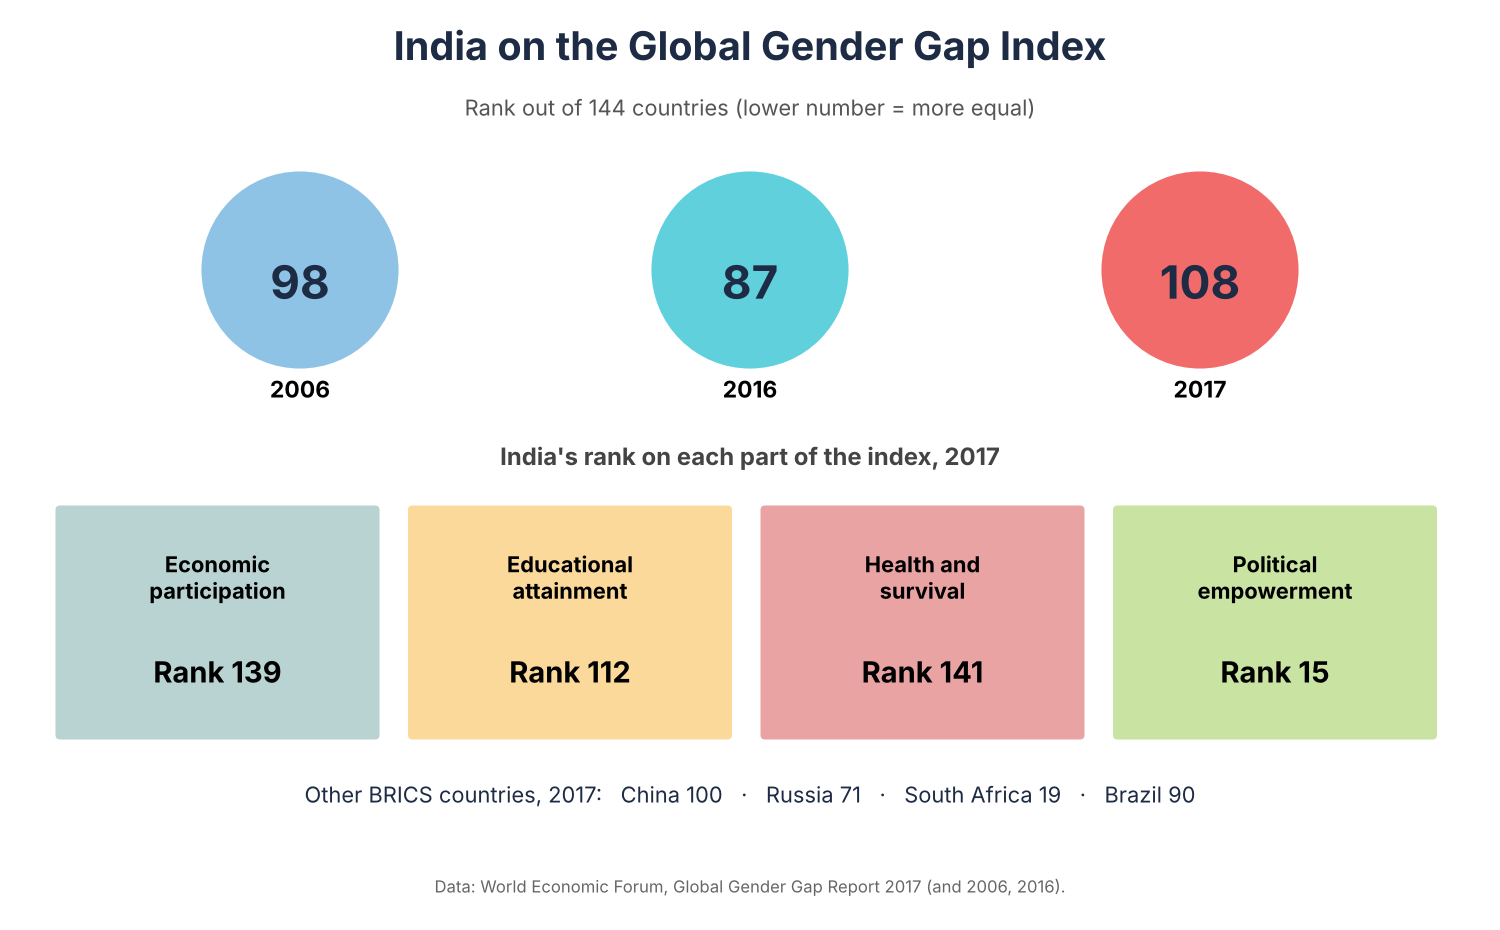 India on the Global Gender Gap Index
Rank out of 144 countries (lower number = more equal)
98
87
108
2006
2016
2017
India's rank on each part of the index, 2017
Economic
participation
Rank 139
Educational
attainment
Rank 112
Health and
survival
Rank 141
Political
empowerment
Rank 15
Other BRICS countries, 2017: China 100 · Russia 71 · South Africa 19 · Brazil 90
Data: World Economic Forum, Global Gender Gap Report 2017 (and 2006, 2016).